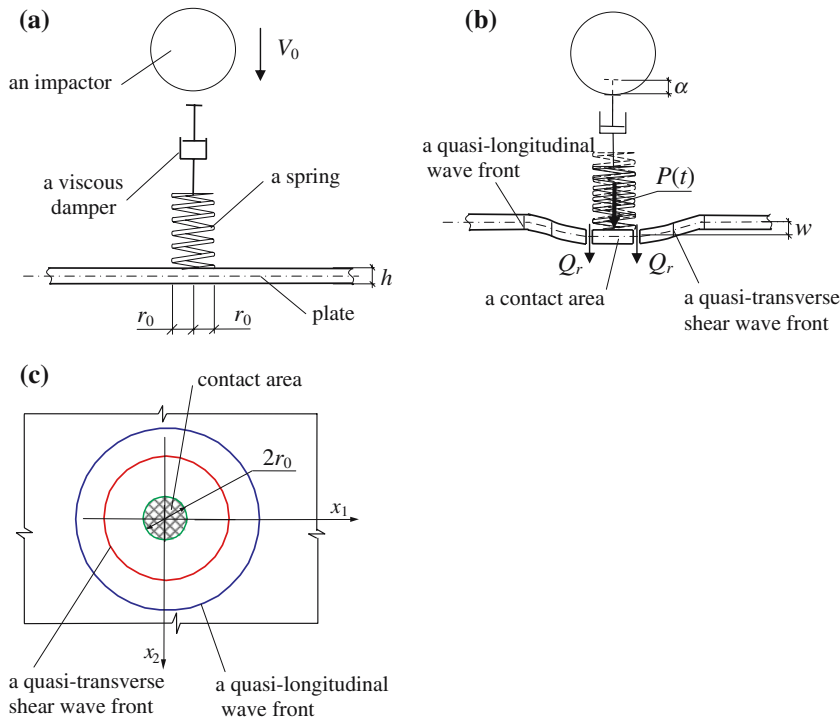 (a)
V0
an impactor
a viscous
damper
a spring
h
plate
r0
r0
(b)
α
a quasi-longitudinal
wave front
P(t)
w
Qr
Qr
a contact area
a quasi-transverse
shear wave front
(c)
contact area
2r0
x1
x2
a quasi-transverse
shear wave front
a quasi-longitudinal
wave front